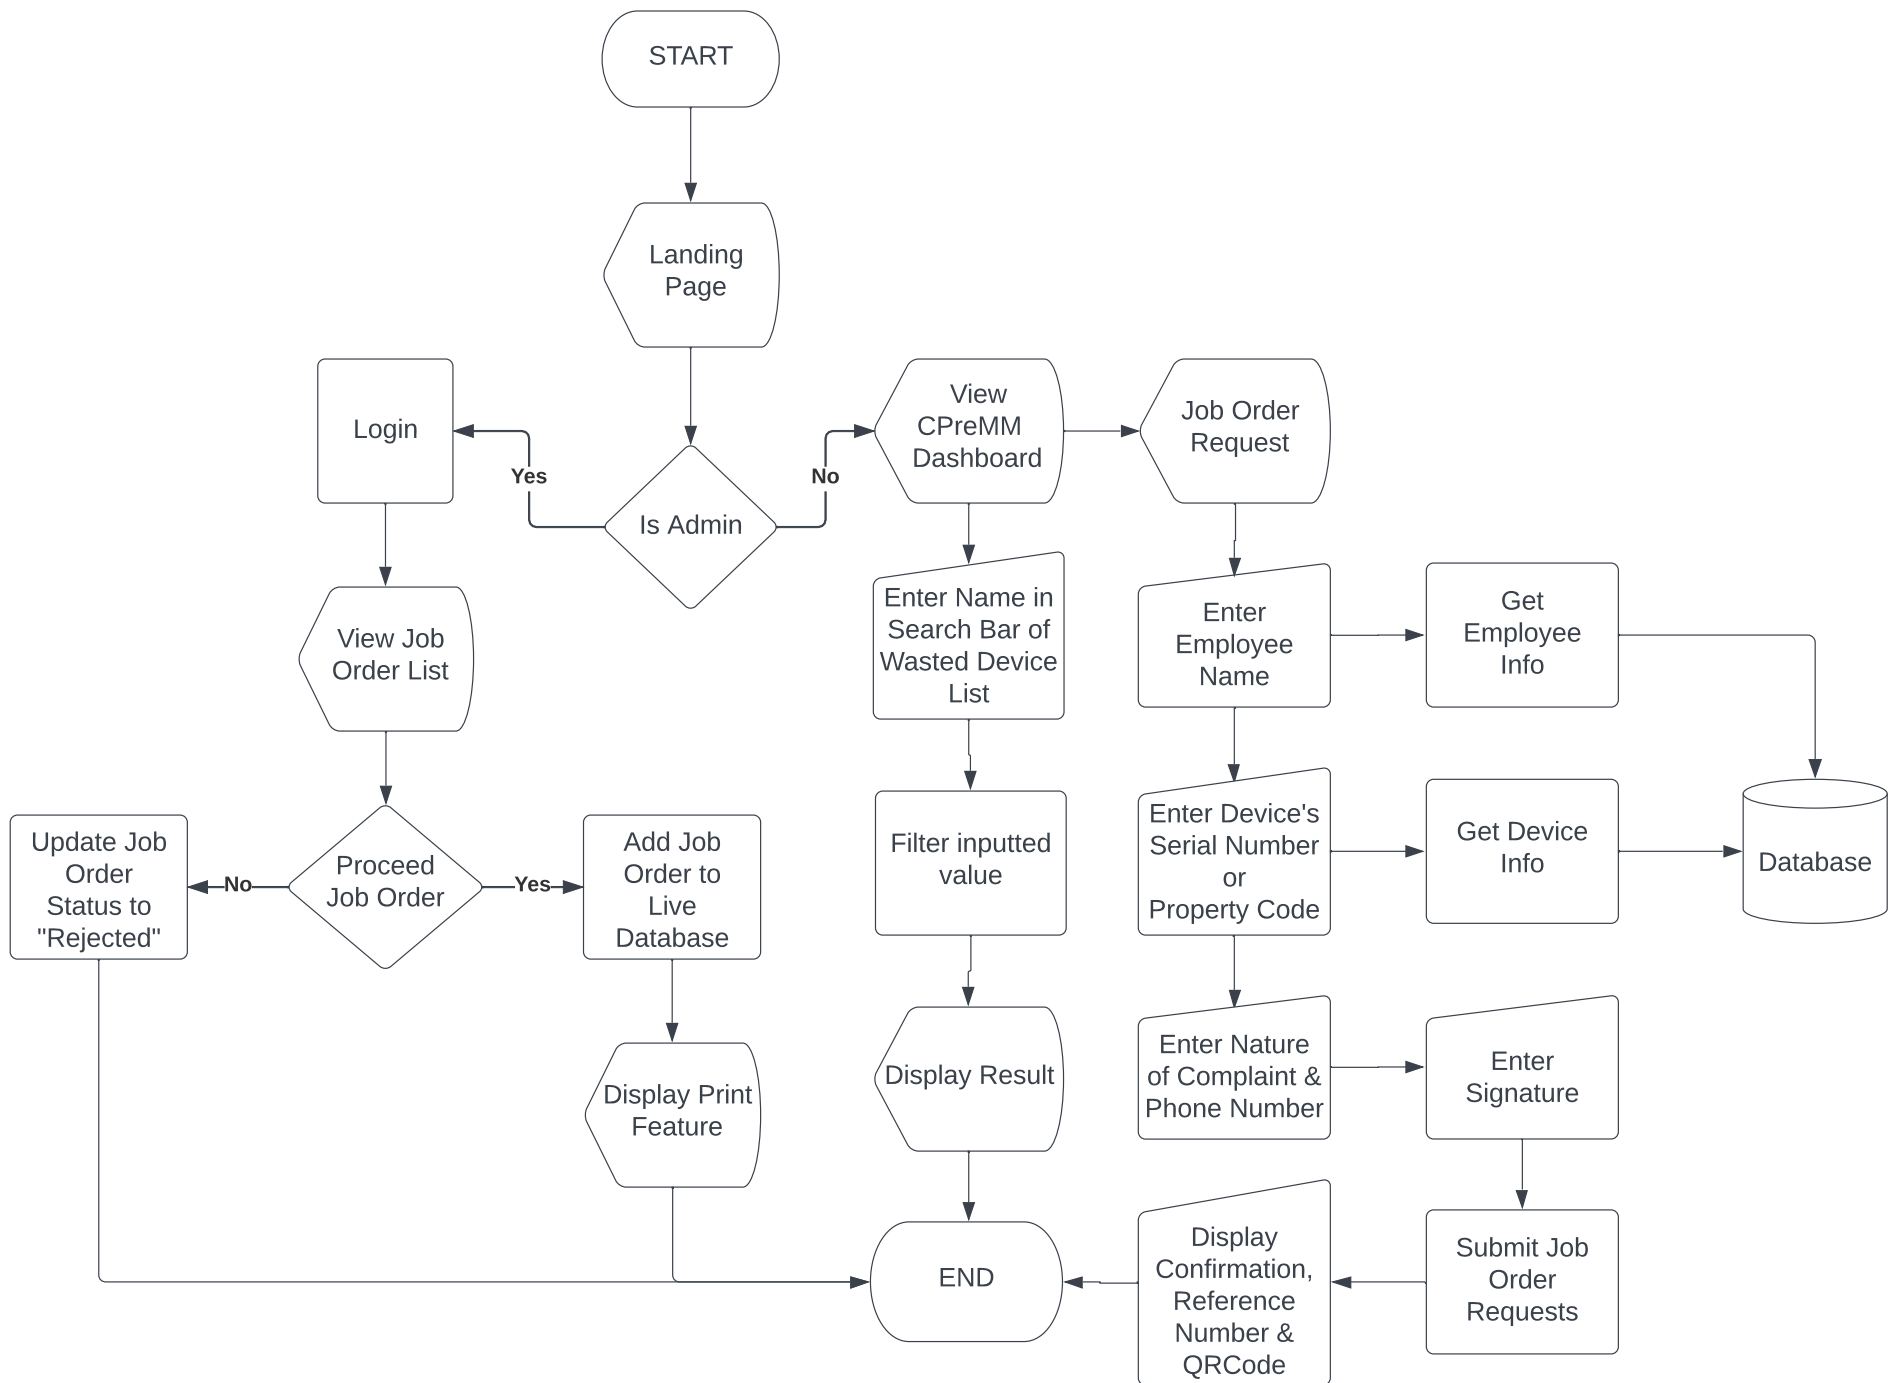 START
Landing
Page
Is Admin
Yes
No
Login
View Job
Order List
Proceed
Job Order
No
Yes
Update Job
Order
Status to
"Rejected"
Add Job
Order to
Live
Database
Display Print
Feature
View
CPreMM
Dashboard
Enter Name in
Search Bar of
Wasted Device
List
Filter inputted
value
Display Result
Job Order
Request
Enter
Employee
Name
Get
Employee
Info
Enter Device's
Serial Number
or
Property Code
Get Device
Info
Database
Enter Nature
of Complaint &
Phone Number
Enter
Signature
Submit Job
Order
Requests
Display
Confirmation,
Reference
Number &
QRCode
END